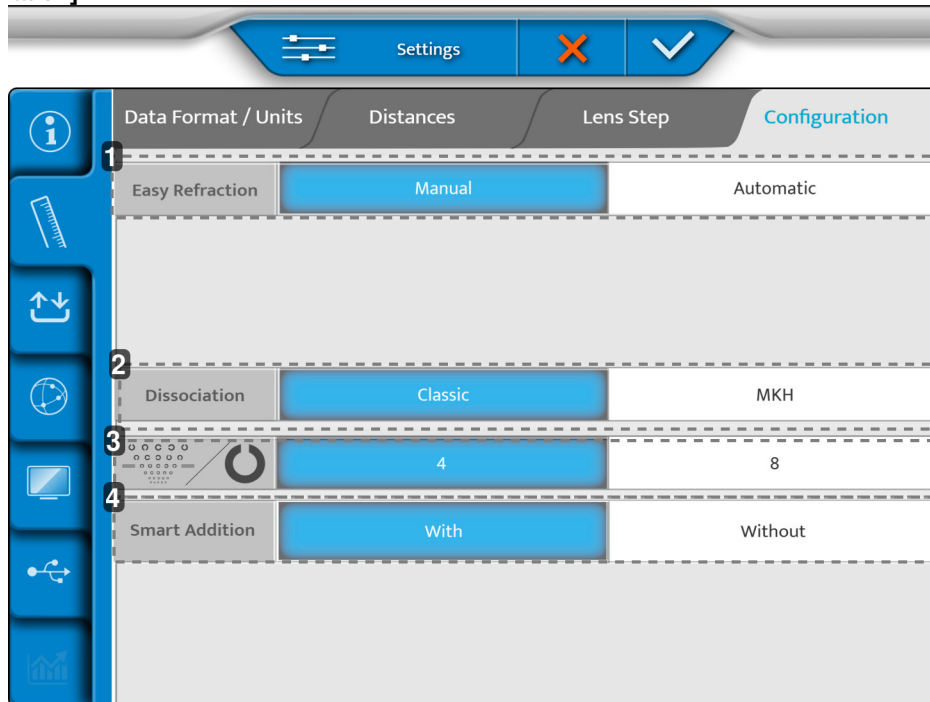 Settings
Data Format / Units Distances Lens Step Configuration
1
Easy Refraction Manual Automatic
2
Dissociation Classic MKH
3
4 8
4
Smart Addition With Without